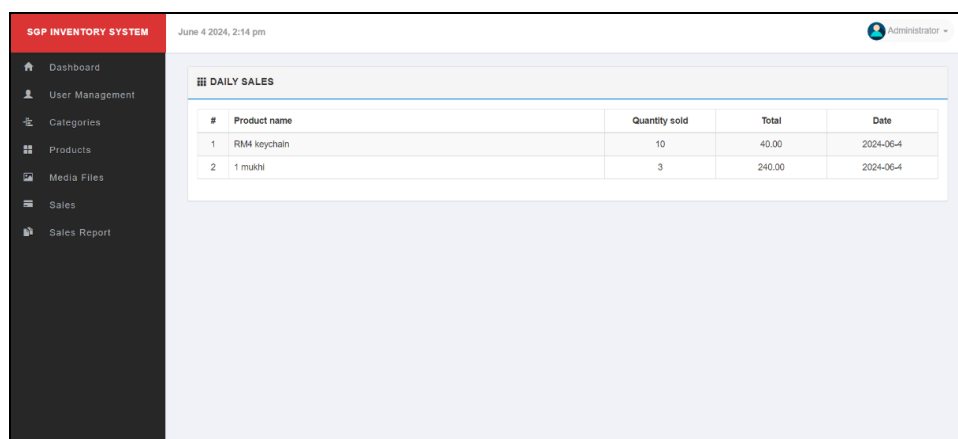 SGP INVENTORY SYSTEM
June 4 2024, 2:14 pm
Administrator
Dashboard
User Management
Categories
Products
Media Files
Sales
Sales Report
DAILY SALES
# Product name Quantity sold Total Date
1 RM4 keychain 10 40.00 2024-06-4
2 1 mukhi 3 240.00 2024-06-4